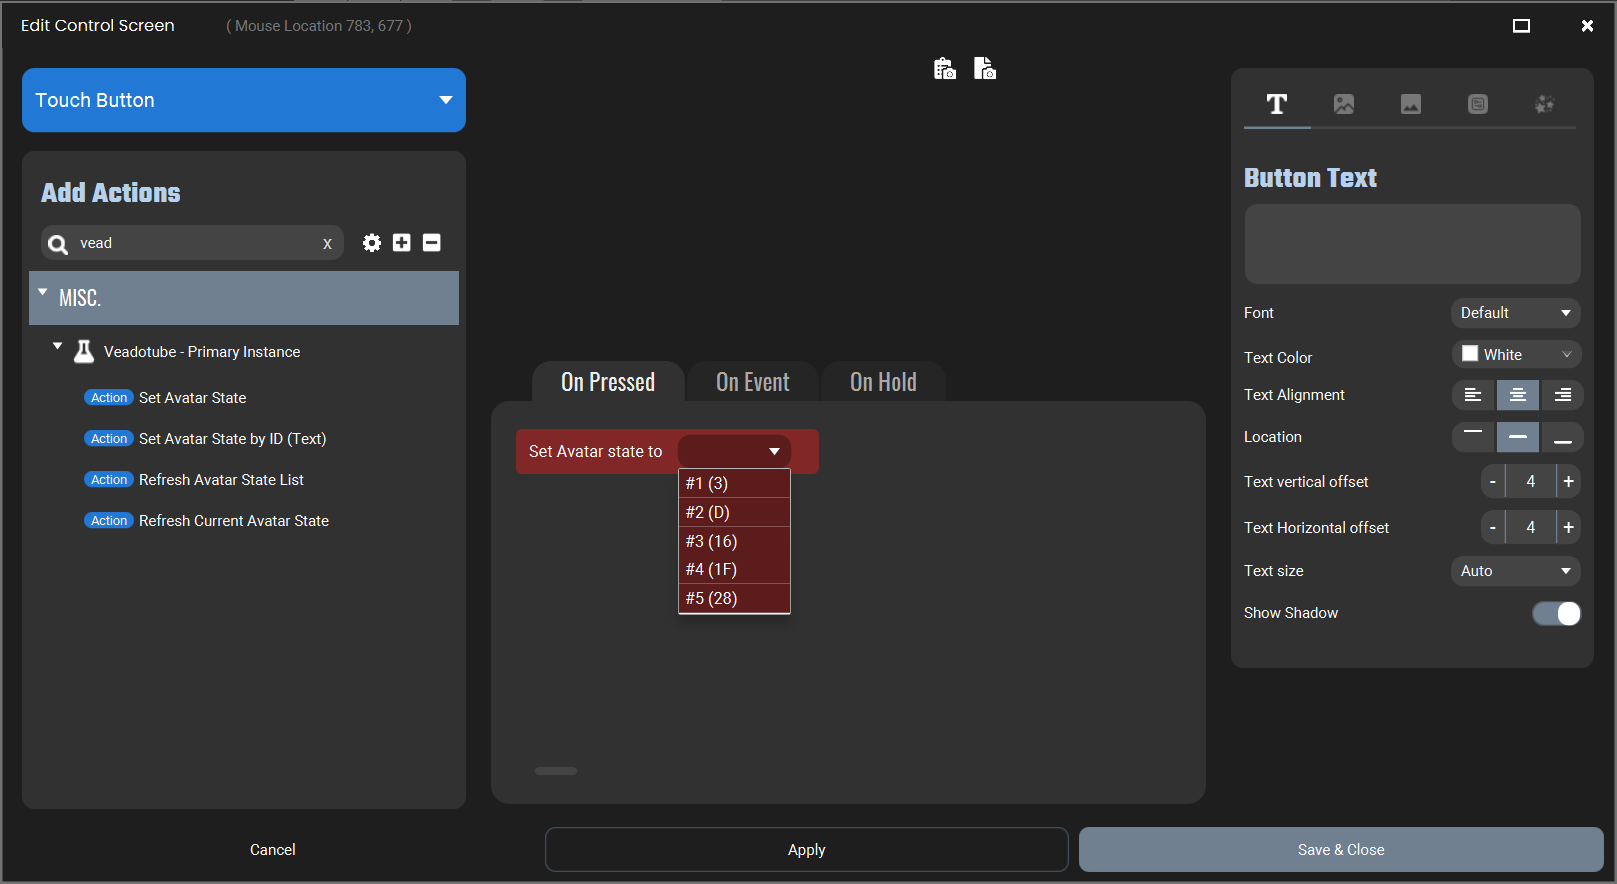 Edit Control Screen
( Mouse Location 783, 677 )
Touch Button
Add Actions
vead
x
MISC.
Veadotube - Primary Instance
Action Set Avatar State
Action Set Avatar State by ID (Text)
Action Refresh Avatar State List
Action Refresh Current Avatar State
On Pressed
On Event
On Hold
Set Avatar state to
#1 (3)
#2 (D)
#3 (16)
#4 (1F)
#5 (28)
T
Button Text
Font
Default
Text Color
White
Text Alignment
Location
Text vertical offset
- 4 +
Text Horizontal offset
- 4 +
Text size
Auto
Show Shadow
Cancel
Apply
Save & Close